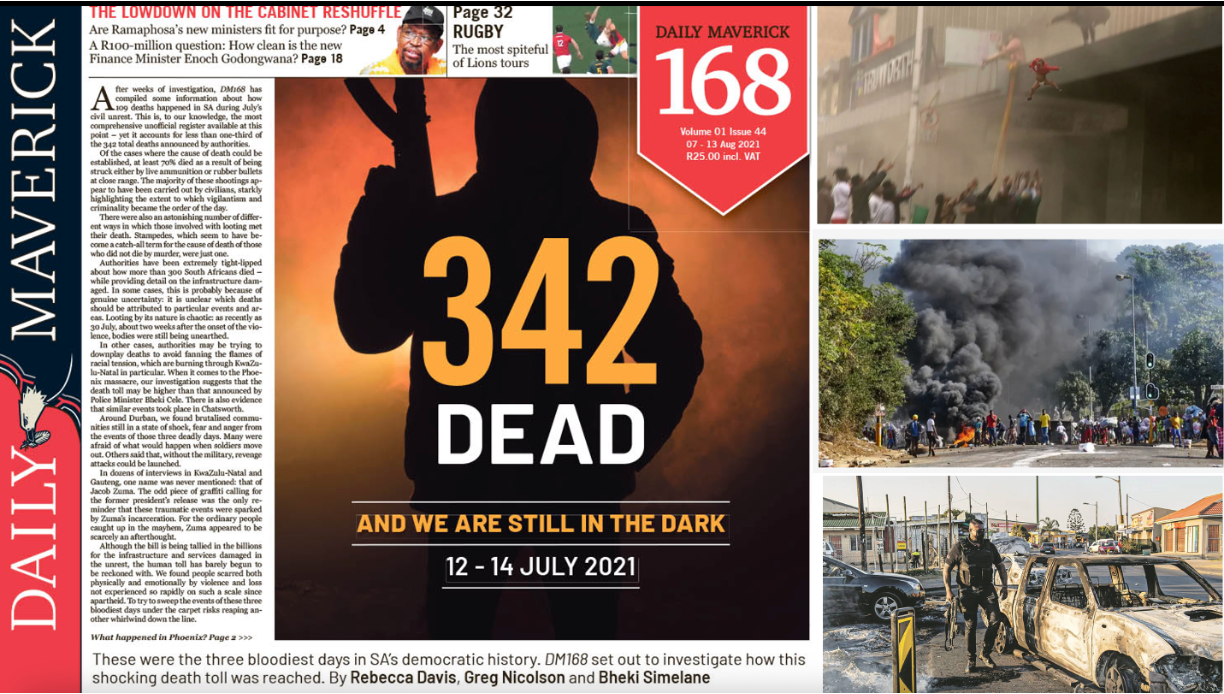 DAILY MAVERICK
THE LOWDOWN ON THE CABINET RESHUFFLE
Are Ramaphosa's new ministers fit for purpose? Page 4
A R100-million question: How clean is the new
Finance Minister Enoch Godongwana? Page 18
Page 32
RUGBY
The most spiteful
of Lions tours
DAILY MAVERICK
168
Volume 01 Issue 44
07 - 13 Aug 2021
R25.00 incl. VAT
After weeks of investigation, DM168 has
compiled some information about how
109 deaths happened in SA during July's
civil unrest. This is, to our knowledge, the most
comprehensive unofficial register available at this
point – yet it accounts for less than one-third of
the 342 total deaths announced by authorities.
Of the cases where the cause of death could be
established, at least 70% died as a result of being
struck either by live ammunition or rubber bullets
at close range. The majority of these shootings ap-
pear to have been carried out by civilians, starkly
highlighting the extent to which vigilantism and
criminality became the order of the day.
There were also an astonishing number of differ-
ent ways in which those involved with looting met
their death. Stampedes, which seem to have be-
come a catch-all term for the cause of death of those
who did not die by murder, were just one.
Authorities have been extremely tight-lipped
about how more than 300 South Africans died –
while providing detail on the infrastructure dam-
aged. In some cases, this is probably because of
genuine uncertainty: it is unclear which deaths
should be attributed to particular events and ar-
eas. Looting by its nature is chaotic: as recently as
30 July, about two weeks after the onset of the vio-
lence, bodies were still being unearthed.
In other cases, authorities may be trying to
downplay deaths to avoid fanning the flames of
racial tension, which are burning through KwaZu-
lu-Natal in particular. When it comes to the Phoe-
nix massacre, our investigation suggests that the
death toll may be higher than that announced by
Police Minister Bheki Cele. There is also evidence
that similar events took place in Chatsworth.
Around Durban, we found brutalised commu-
nities still in a state of shock, fear and anger from
the events of those three deadly days. Many were
afraid of what would happen when soldiers move
out. Others said that, without the military, revenge
attacks could be launched.
In dozens of interviews in KwaZulu-Natal and
Gauteng, one name was never mentioned: that of
Jacob Zuma. The odd piece of graffiti calling for
the former president's release was the only re-
minder that these traumatic events were sparked
by Zuma's incarceration. For the ordinary people
caught up in the mayhem, Zuma appeared to be
scarcely an afterthought.
Although the bill is being tallied in the billions
for the infrastructure and services damaged in
the unrest, the human toll has barely begun to
be reckoned with. We found people scarred both
physically and emotionally by violence and loss
not experienced so rapidly on such a scale since
apartheid. To try to sweep the events of these three
bloodiest days under the carpet risks reaping an-
other whirlwind down the line.
What happened in Phoenix? Page 2 >>>
342
DEAD
AND WE ARE STILL IN THE DARK
12 - 14 JULY 2021
These were the three bloodiest days in SA's democratic history. DM168 set out to investigate how this
shocking death toll was reached. By Rebecca Davis, Greg Nicolson and Bheki Simelane